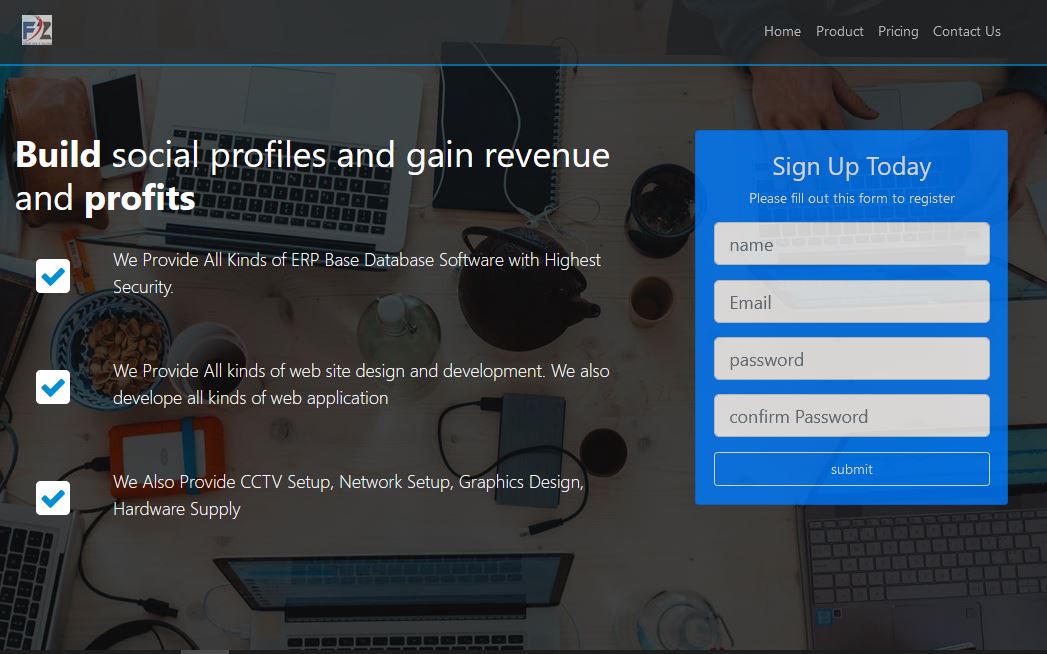 FJZ
Home Product Pricing Contact Us
Build social profiles and gain revenue
and profits
We Provide All Kinds of ERP Base Database Software with Highest
Security.
We Provide All kinds of web site design and development. We also
develope all kinds of web application
We Also Provide CCTV Setup, Network Setup, Graphics Design,
Hardware Supply
Sign Up Today
Please fill out this form to register
name
Email
password
confirm Password
submit